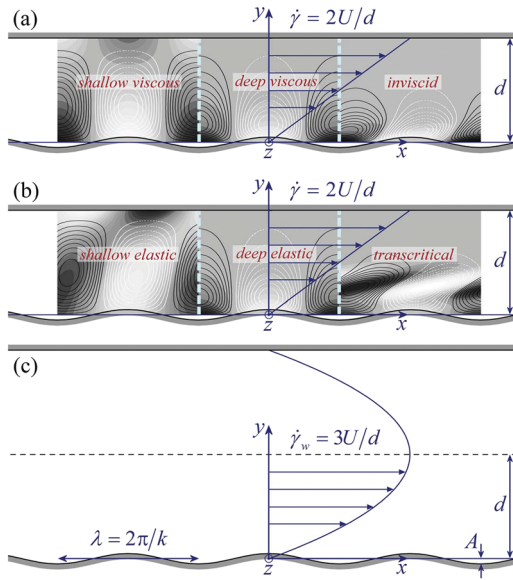 (a) y γ̇ = 2U/d
shallow viscous deep viscous inviscid d
z x
(b) y γ̇ = 2U/d
shallow elastic deep elastic transcritical d
z x
(c)
y γ̇w = 3U/d
d
λ = 2π/k A
z x